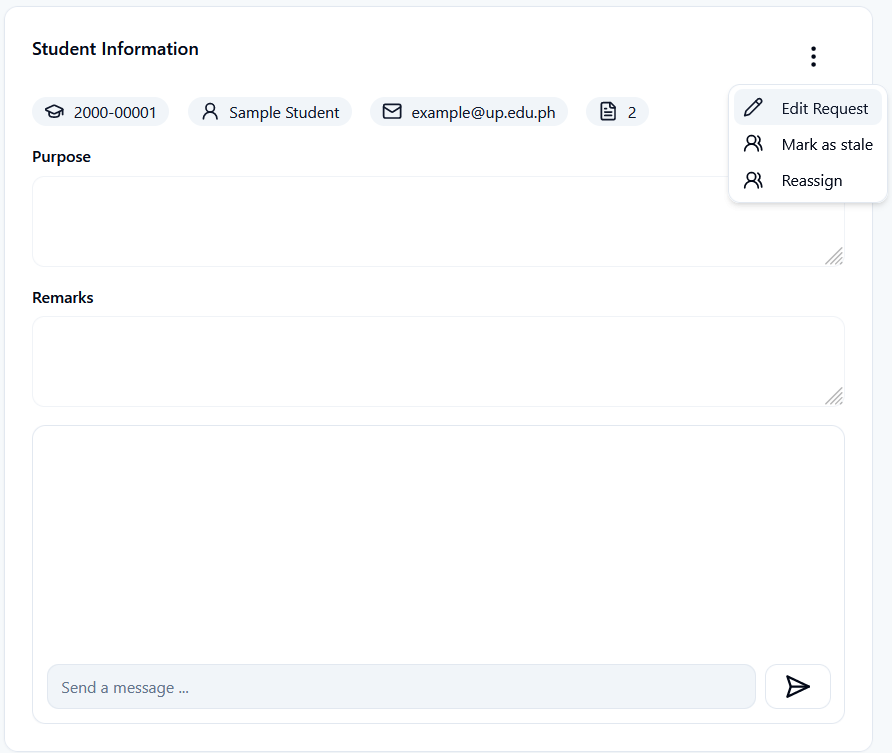 Student Information
2000-00001 Sample Student example@up.edu.ph 2
Edit Request
Mark as stale
Reassign
Purpose
Remarks
Send a message ...